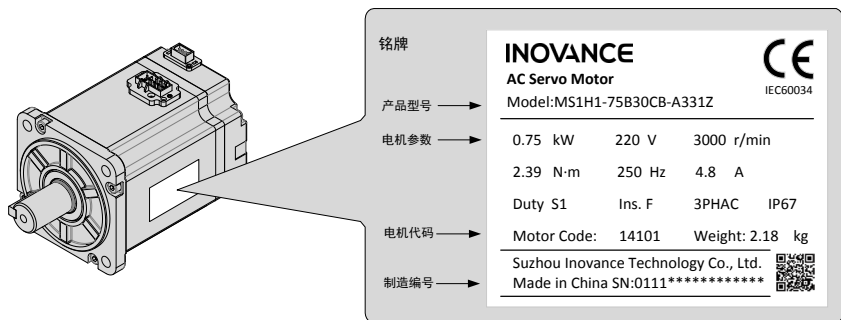 铭牌
INOVANCE
CE
AC Servo Motor
IEC60034
产品型号
Model:MS1H1-75B30CB-A331Z
电机参数
0.75 kW 220 V 3000 r/min
2.39 N·m 250 Hz 4.8 A
Duty S1 Ins. F 3PHAC IP67
电机代码
Motor Code: 14101 Weight: 2.18 kg
Suzhou Inovance Technology Co., Ltd.
制造编号
Made in China SN:0111************